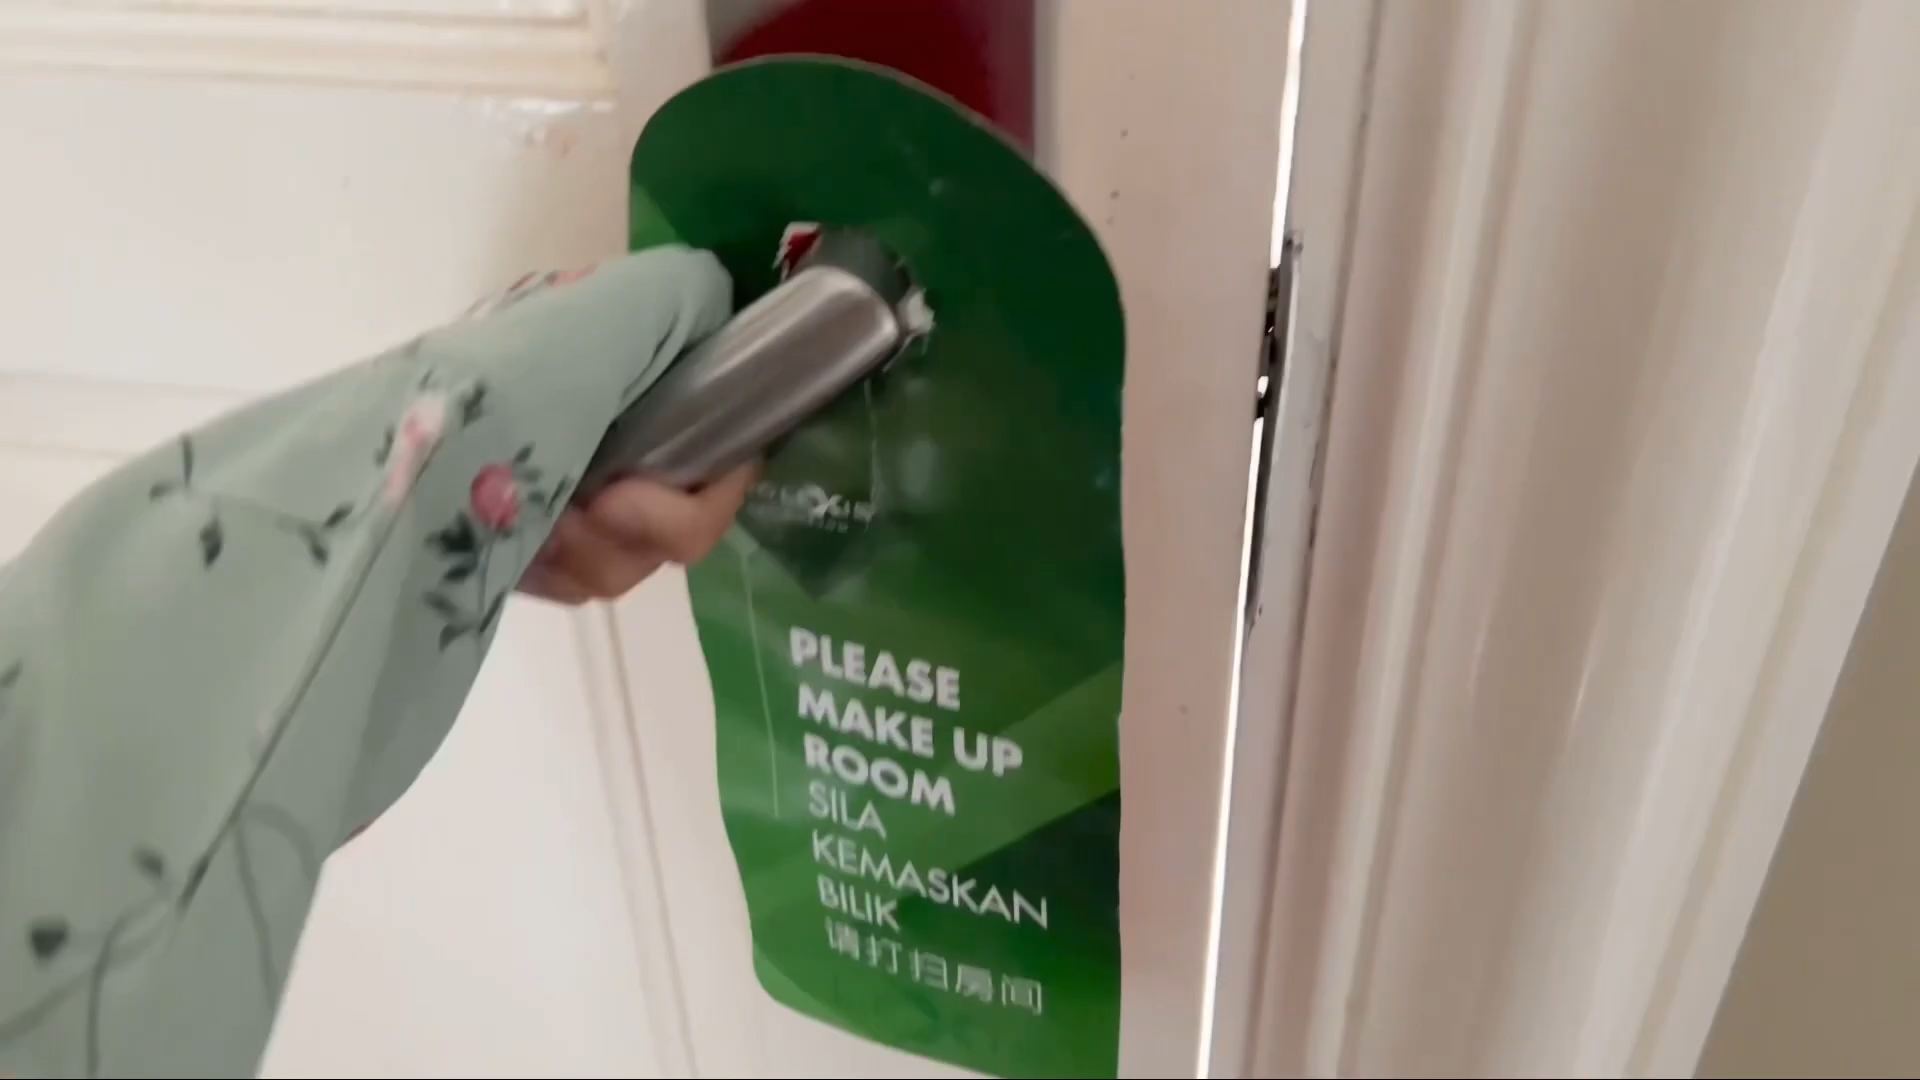 PLEASE
MAKE UP
ROOM
SILA
KEMASKAN
BILIK
请打扫房间